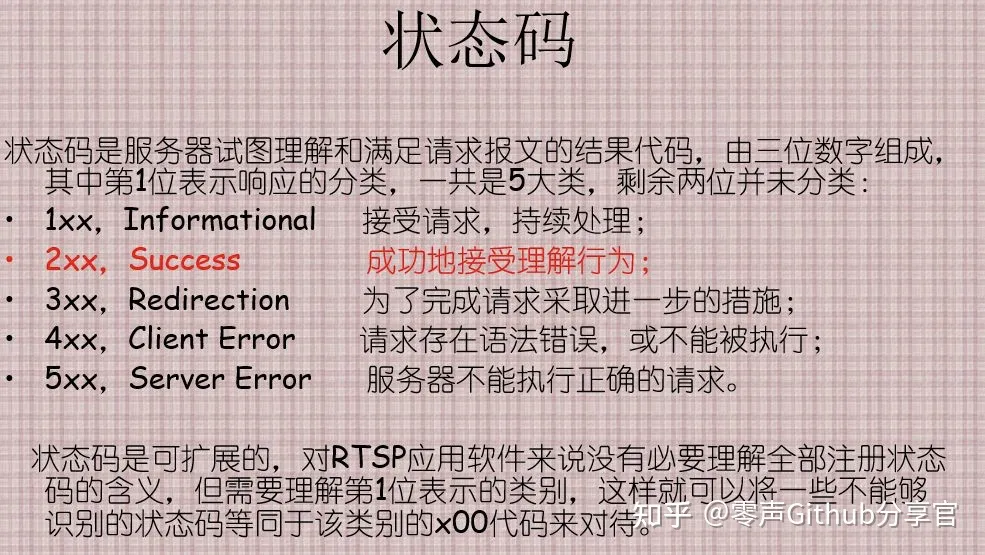 状态码
状态码是服务器试图理解和满足请求报文的结果代码，由三位数字组成，
其中第1位表示响应的分类，一共是5大类，剩余两位并未分类：
• 1xx，Informational 接受请求，持续处理；
• 2xx，Success 成功地接受理解行为；
• 3xx，Redirection 为了完成请求采取进一步的措施；
• 4xx，Client Error 请求存在语法错误，或不能被执行；
• 5xx，Server Error 服务器不能执行正确的请求。
状态码是可扩展的，对RTSP应用软件来说没有必要理解全部注册状态
码的含义，但需要理解第1位表示的类别，这样就可以将一些不能够
识别的状态码等同于该类别的x00代码来对待。
知乎 @零声Github分享官